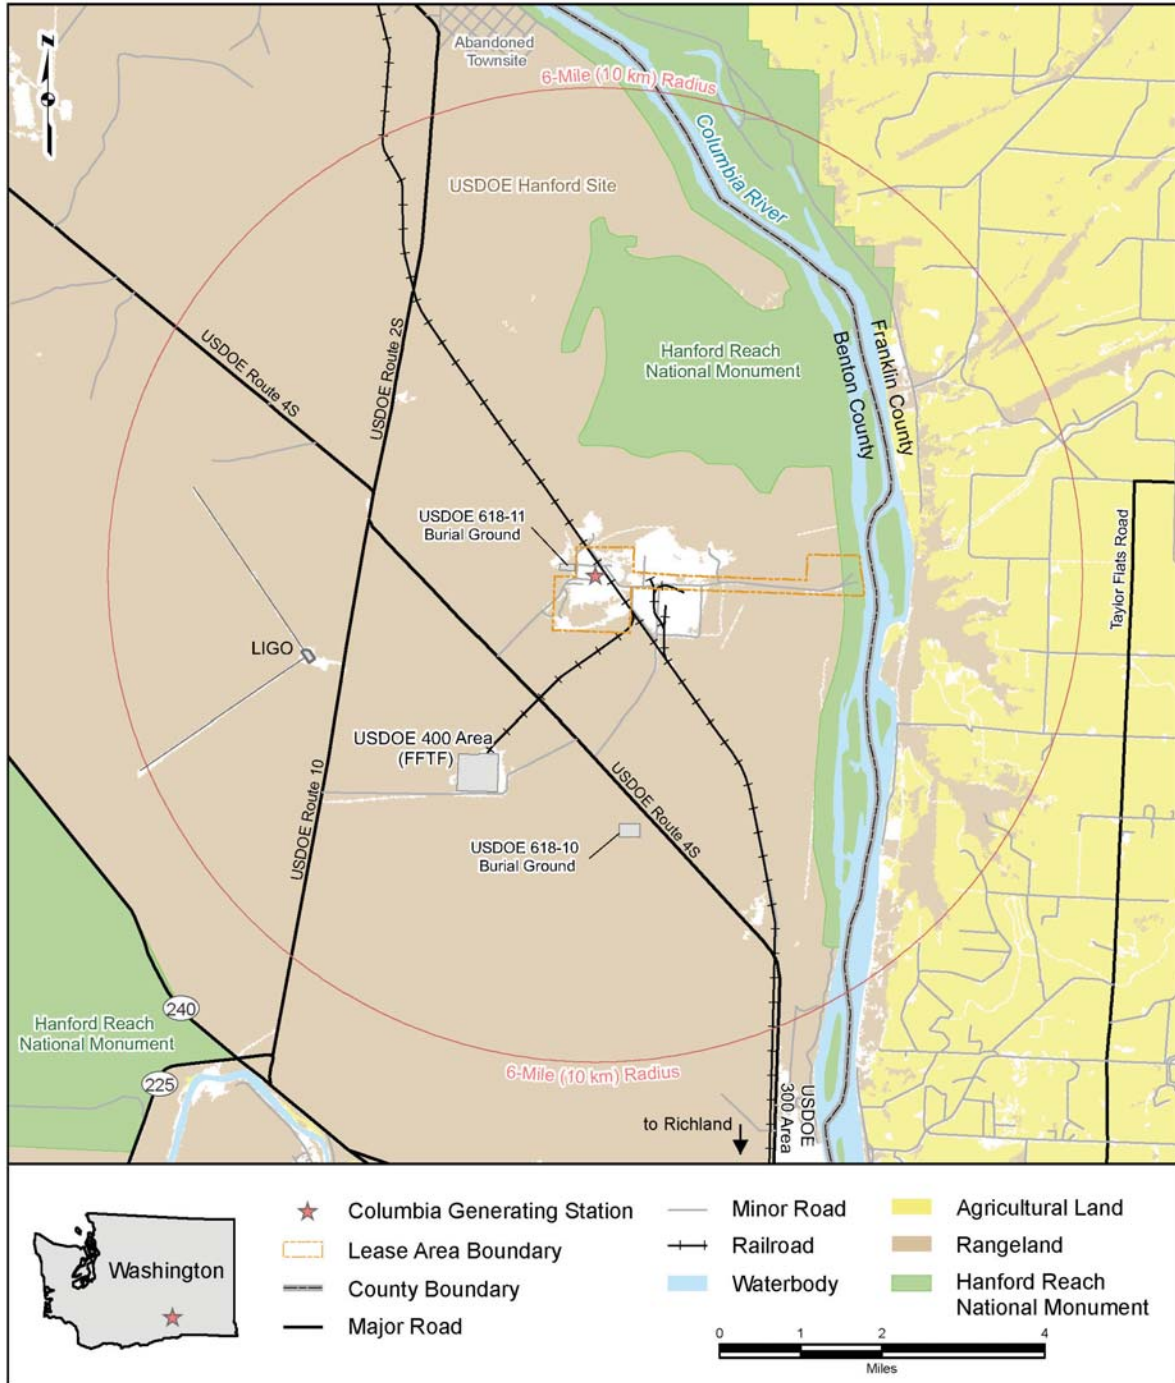 Abandoned
Townsite
N
6-Mile (10 km) Radius
Columbia River
USDOE Hanford Site
USDOE Route 4S
USDOE Route 2S
Hanford Reach
National Monument
Franklin County
Benton County
Taylor Flats Road
USDOE 618-11
Burial Ground
LIGO
USDOE 400 Area
(FFTF)
USDOE Route 10
USDOE Route 4S
USDOE 618-10
Burial Ground
240
Hanford Reach
National Monument
225
6-Mile (10 km) Radius
to Richland
USDOE
300 Area
Washington
Columbia Generating Station
Lease Area Boundary
County Boundary
Major Road
Minor Road
Railroad
Waterbody
Agricultural Land
Rangeland
Hanford Reach
National Monument
0 1 2 4
Miles